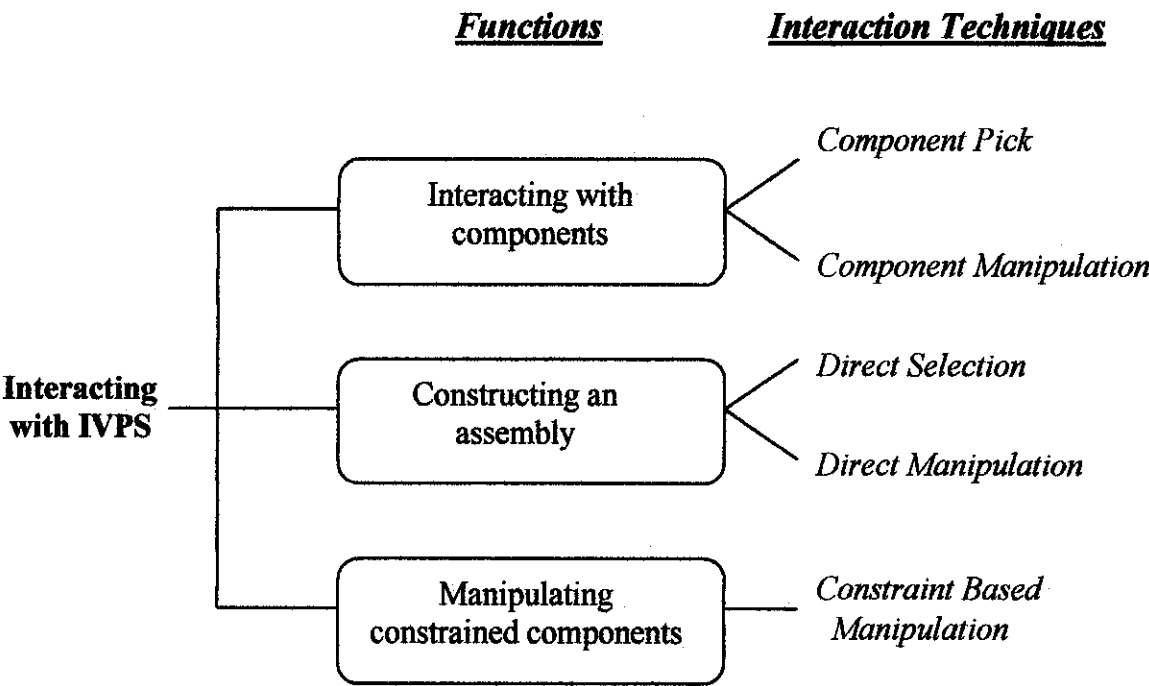 Functions
Interaction Techniques
Component Pick
Interacting with
components
Component Manipulation
Direct Selection
Interacting
with IVPS
Constructing an
assembly
Direct Manipulation
Manipulating
constrained components
Constraint Based
Manipulation